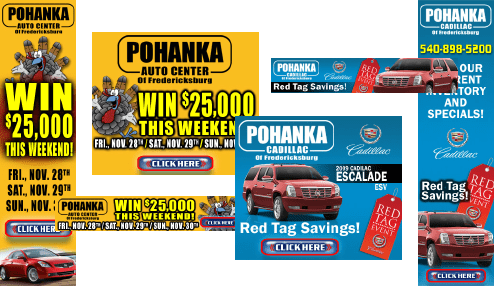 POHANKA
AUTO CENTER
Of Fredericksburg
WIN
$25,000
THIS WEEKEND!
FRI., NOV. 28TH
SAT., NOV. 29TH
SUN., NOV.
CLICK HERE
POHANKA
AUTO CENTER
Of Fredericksburg
WIN $25,000
THIS WEEKEND
FRI., NOV. 28TH / SAT., NOV. 29TH / SUN., NOV
CLICK HERE
POHANKA
AUTO CENTER
Of Fredericksburg
WIN $25,000
THIS WEEKEND!
FRI., NOV. 28TH / SAT., NOV. 29TH / SUN., NOV. 30TH
CLICK HERE
POHANKA
CADILLAC
Of Fredericksburg
Cadillac
Red Tag Savings!
RED
TAG
EVENT
POHANKA
CADILLAC
Of Fredericksburg
Cadillac
2009 CADILLAC
ESCALADE
ESV
RED
TAG
EVENT
Red Tag Savings!
CLICK HERE
POHANKA
CADILLAC
Of Fredericksburg
540-898-5200
OUR
RENT
TORY
AND
SPECIALS!
Cadillac
Red Tag
Savings!
RED
TAG
EVENT
CLICK HERE